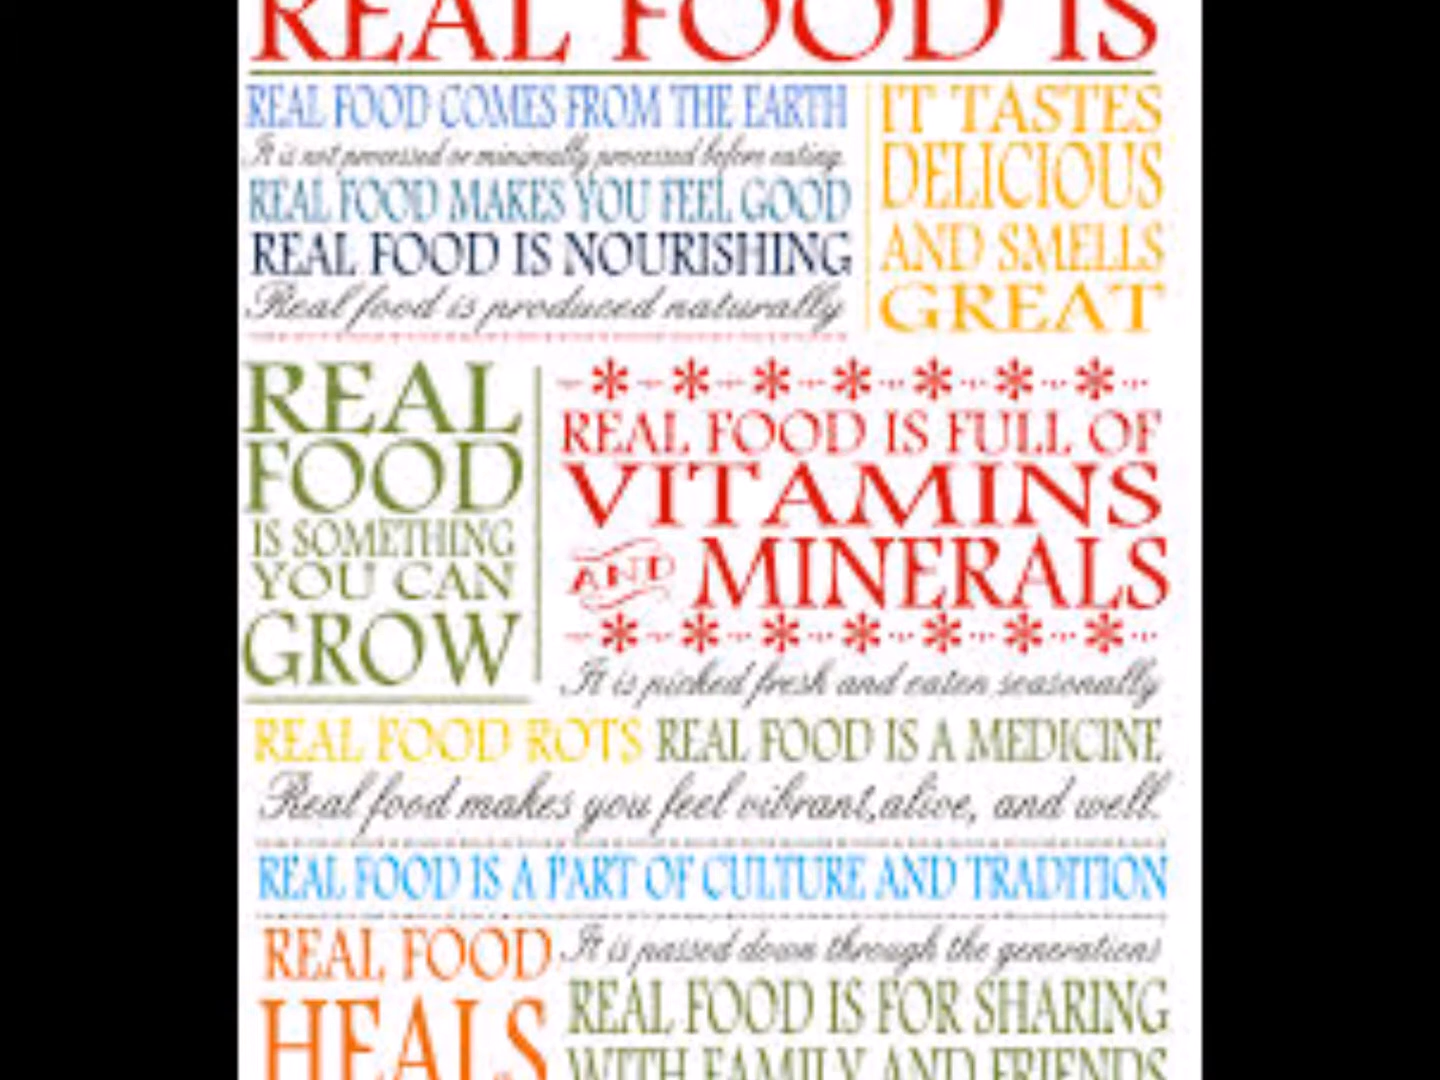 REAL FOOD IS
REAL FOOD COMES FROM THE EARTH
It is not processed or minimally processed before eating.
REAL FOOD MAKES YOU FEEL GOOD
REAL FOOD IS NOURISHING
Real food is produced naturally
IT TASTES
DELICIOUS
AND SMELLS
GREAT
REAL
FOOD
IS SOMETHING
YOU CAN
GROW
REAL FOOD IS FULL OF
VITAMINS
AND MINERALS
It is picked fresh and eaten seasonally
REAL FOOD ROTS REAL FOOD IS A MEDICINE
Real food makes you feel vibrant, alive, and well.
REAL FOOD IS A PART OF CULTURE AND TRADITION
REAL FOOD
HEALS
It is passed down through the generations
REAL FOOD IS FOR SHARING
WITH FAMILY AND FRIENDS